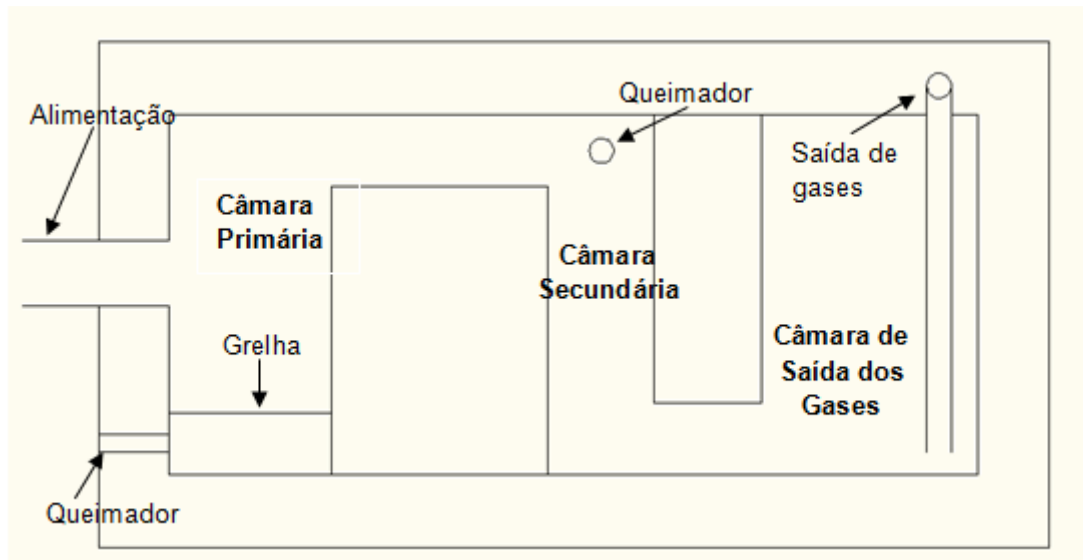 Alimentação
Queimador
Saída de
gases
Câmara
Primária
Câmara
Secundária
Grelha
Câmara de
Saída dos
Gases
Queimador